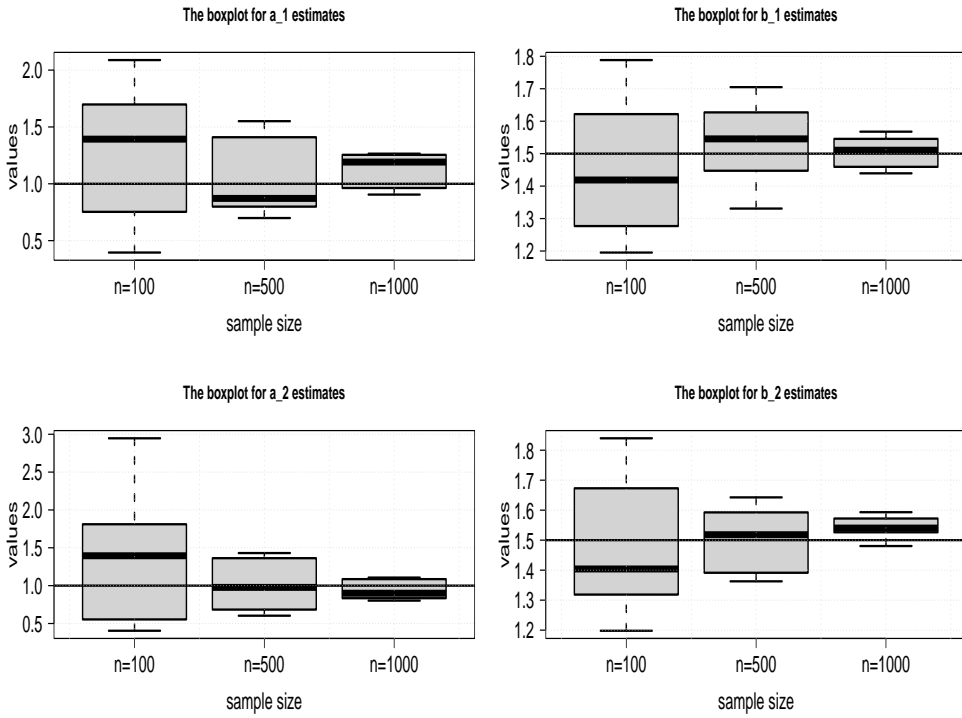 The boxplot for a_1 estimates
values
2.0
1.5
1.0
0.5
n=100 n=500 n=1000
sample size
The boxplot for b_1 estimates
values
1.8
1.7
1.6
1.5
1.4
1.3
1.2
n=100 n=500 n=1000
sample size
The boxplot for a_2 estimates
values
3.0
2.5
2.0
1.5
1.0
0.5
n=100 n=500 n=1000
sample size
The boxplot for b_2 estimates
values
1.8
1.7
1.6
1.5
1.4
1.3
1.2
n=100 n=500 n=1000
sample size